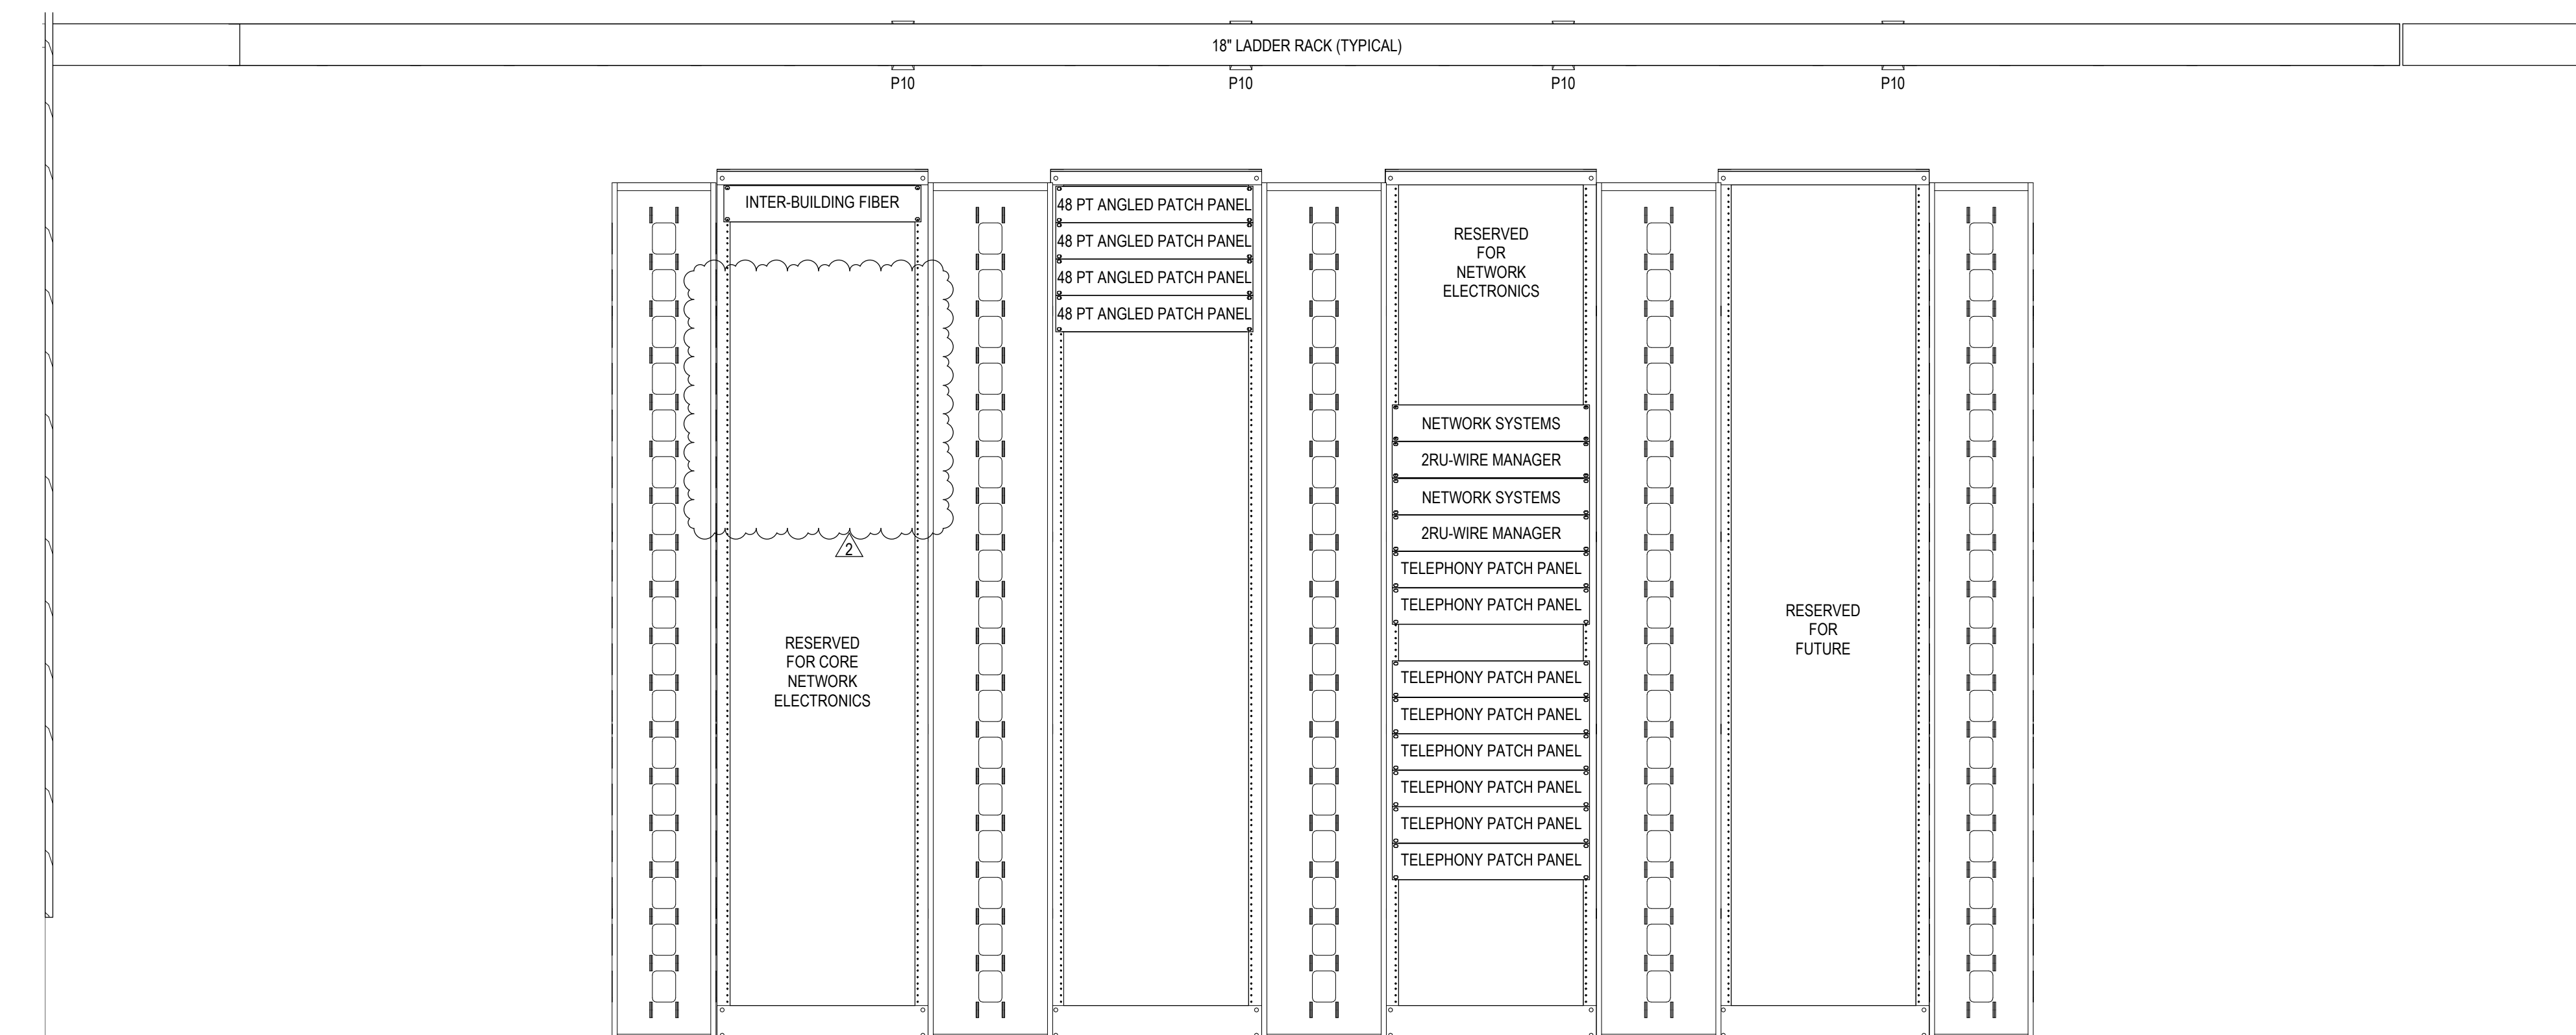 18" LADDER RACK (TYPICAL)
P10
P10
P10
P10
INTER-BUILDING FIBER
2
RESERVED
FOR CORE
NETWORK
ELECTRONICS
48 PT ANGLED PATCH PANEL
48 PT ANGLED PATCH PANEL
48 PT ANGLED PATCH PANEL
48 PT ANGLED PATCH PANEL
RESERVED
FOR
NETWORK
ELECTRONICS
NETWORK SYSTEMS
2RU-WIRE MANAGER
NETWORK SYSTEMS
2RU-WIRE MANAGER
TELEPHONY PATCH PANEL
TELEPHONY PATCH PANEL
TELEPHONY PATCH PANEL
TELEPHONY PATCH PANEL
TELEPHONY PATCH PANEL
TELEPHONY PATCH PANEL
TELEPHONY PATCH PANEL
TELEPHONY PATCH PANEL
RESERVED
FOR
FUTURE